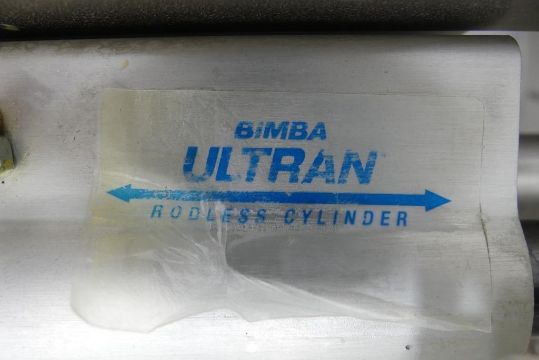 BIMBA
ULTRAN
RODLESS CYLINDER